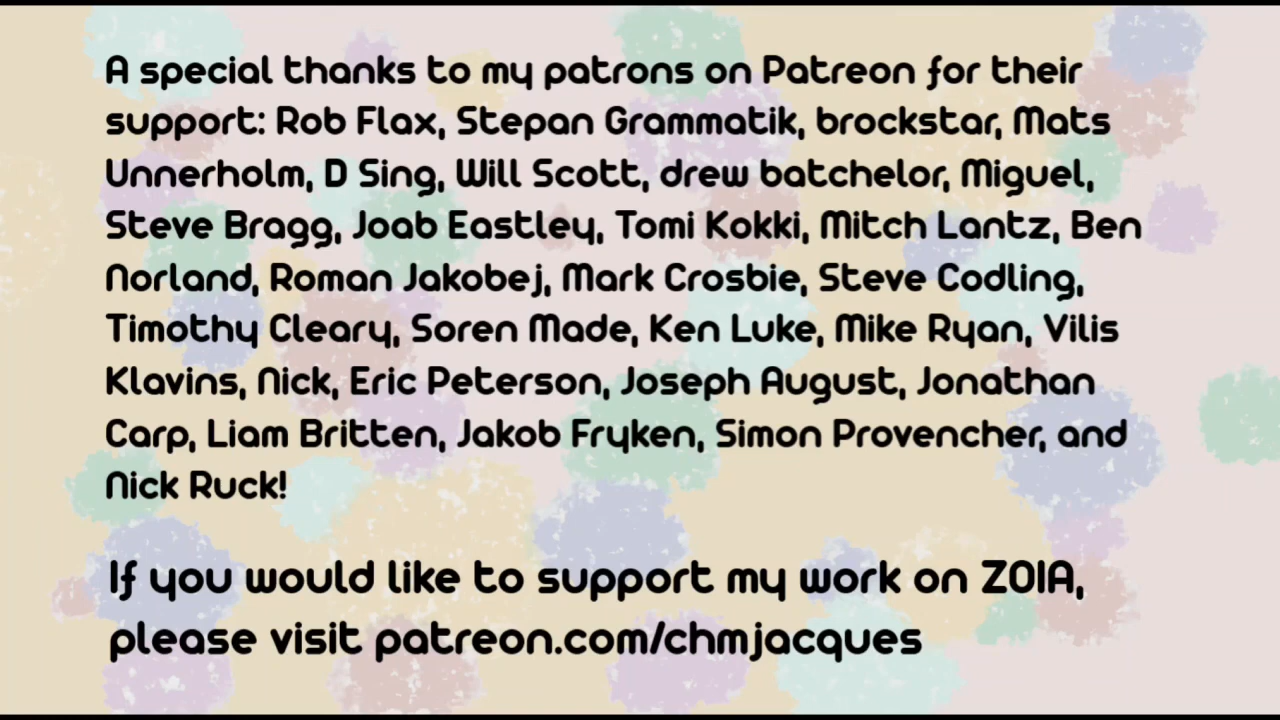 A special thanks to my patrons on Patreon for their
support: Rob Flax, Stepan Grammatik, brockstar, Mats
Unnerholm, D Sing, Will Scott, drew batchelor, Miguel,
Steve Bragg, Joab Eastley, Tomi Kokki, Mitch Lantz, Ben
Norland, Roman Jakobej, Mark Crosbie, Steve Codling,
Timothy Cleary, Soren Made, Ken Luke, Mike Ryan, Vilis
Klavins, Nick, Eric Peterson, Joseph August, Jonathan
Carp, Liam Britten, Jakob Fryken, Simon Provencher, and
Nick Ruck!
If you would like to support my work on ZOIA,
please visit patreon.com/chmjacques